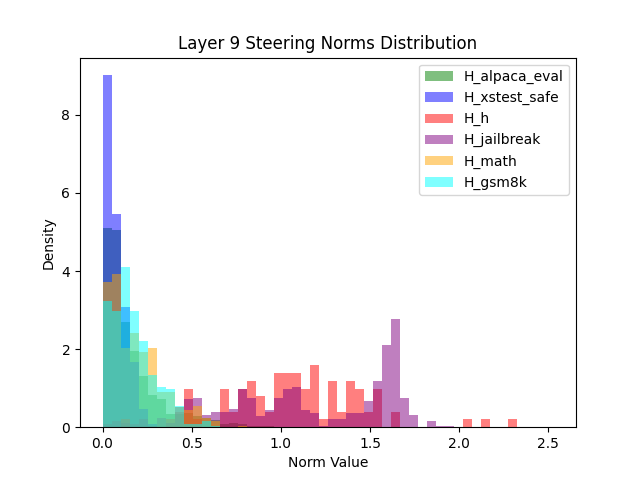 Layer 9 Steering Norms Distribution
H_alpaca_eval
H_xstest_safe
H_h
H_jailbreak
H_math
H_gsm8k
Density
8
6
4
2
0
0.0 0.5 1.0 1.5 2.0 2.5
Norm Value